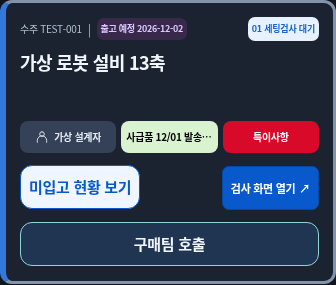 수주 TEST-001 | 출고 예정 2026-12-02 01 세팅검사 대기
가상 로봇 설비 13축
가상 설계자 사급품 12/01 발송… 특이사항
미입고 현황 보기 검사 화면 열기 ↗
구매팀 호출